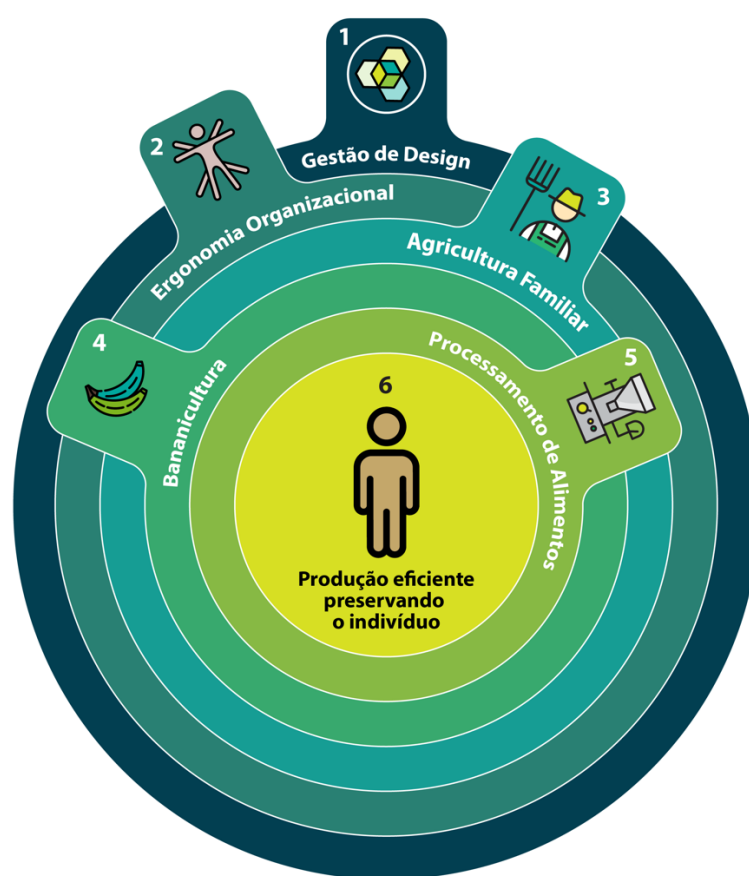 1
Gestão de Design
2
Ergonomia Organizacional
3
Agricultura Familiar
4
Bananicultura
5
Processamento de Alimentos
6
Produção eficiente
preservando
o indivíduo